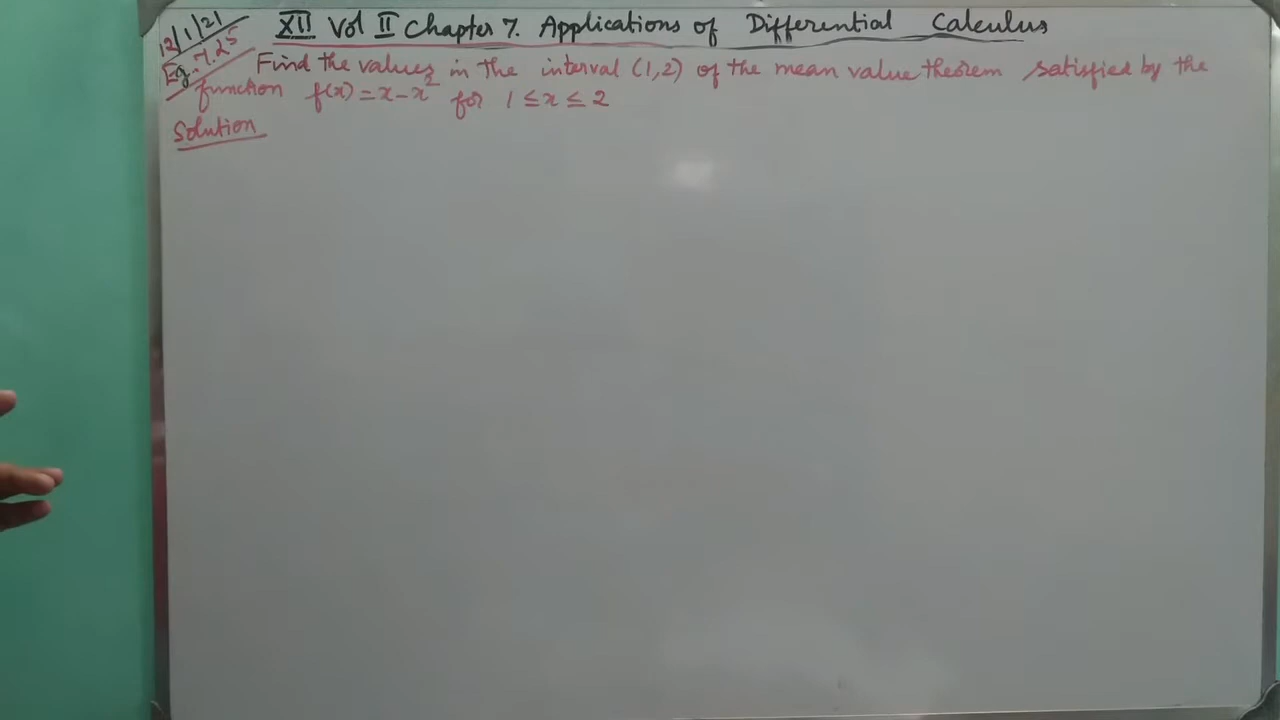 12/1/21
XII Vol II Chapter 7. Applications of Differential Calculus
Eg. 7.25
Find the values in the interval (1,2) of the mean value theorem satisfied by the
function f(x) = x - x² for 1 ≤ x ≤ 2
Solution